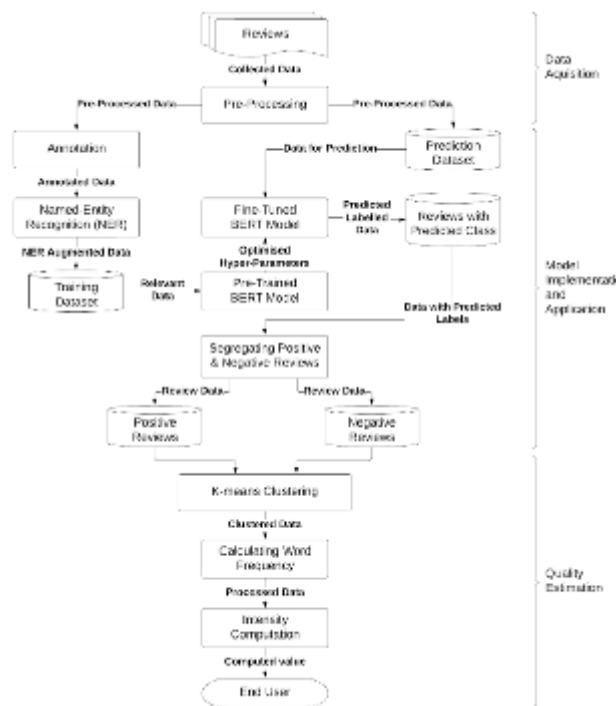 Reviews
Data
Aquisition
Collected Data
Pre-Processed Data
Pre-Processing
Pre-Processed Data
Annotation
Data for Prediction
Prediction
Dataset
Annotated Data
Named-Entity
Recognition (NER)
Fine-Tuned
BERT Model
Predicted
Labelled
Data
Reviews with
Predicted Class
NER Augmented Data
Optimised
Hyper-Parameters
Training
Dataset
Relevant
Data
Pre-Trained
BERT Model
Model
Implementatio
and
Application
Data with Predicted
Labels
Segregating Positive
& Negative Reviews
Review Data
Review Data
Positive
Reviews
Negative
Reviews
K-means Clustering
Clustered Data
Calculating Word
Frequency
Quality
Estimation
Processed Data
Intensity
Computation
Computed value
End User